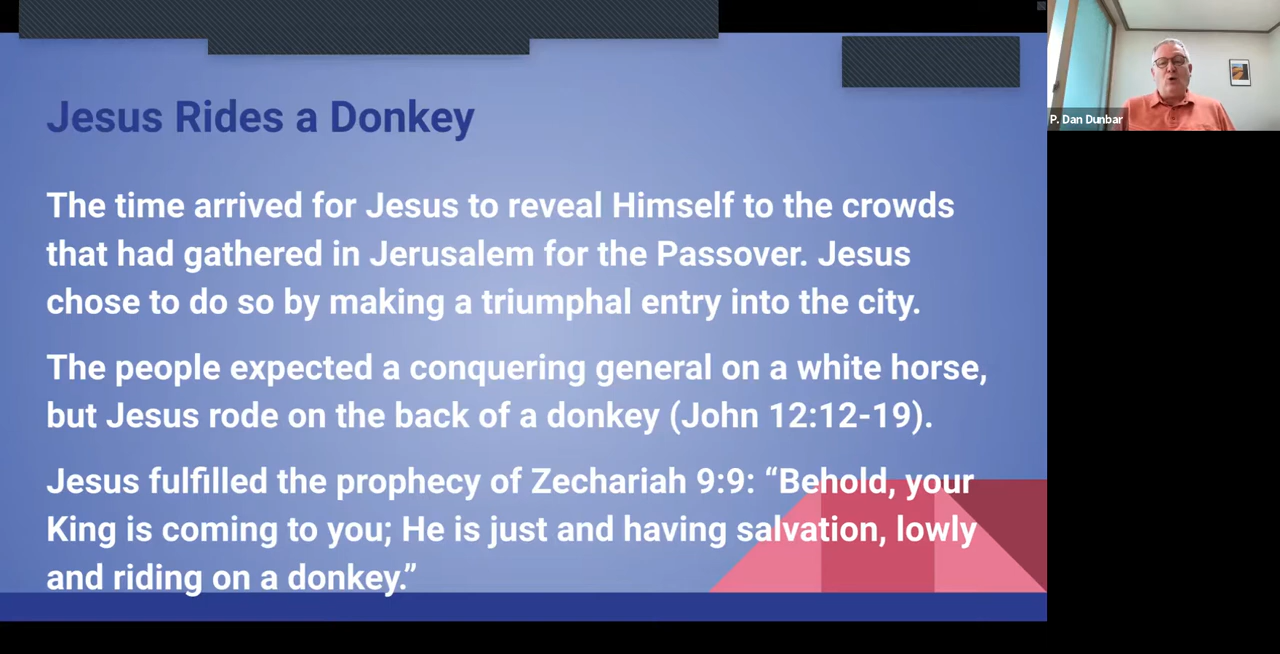 Jesus Rides a Donkey
The time arrived for Jesus to reveal Himself to the crowds
that had gathered in Jerusalem for the Passover. Jesus
chose to do so by making a triumphal entry into the city.
The people expected a conquering general on a white horse,
but Jesus rode on the back of a donkey (John 12:12-19).
Jesus fulfilled the prophecy of Zechariah 9:9: “Behold, your
King is coming to you; He is just and having salvation, lowly
and riding on a donkey.”
P. Dan Dunbar